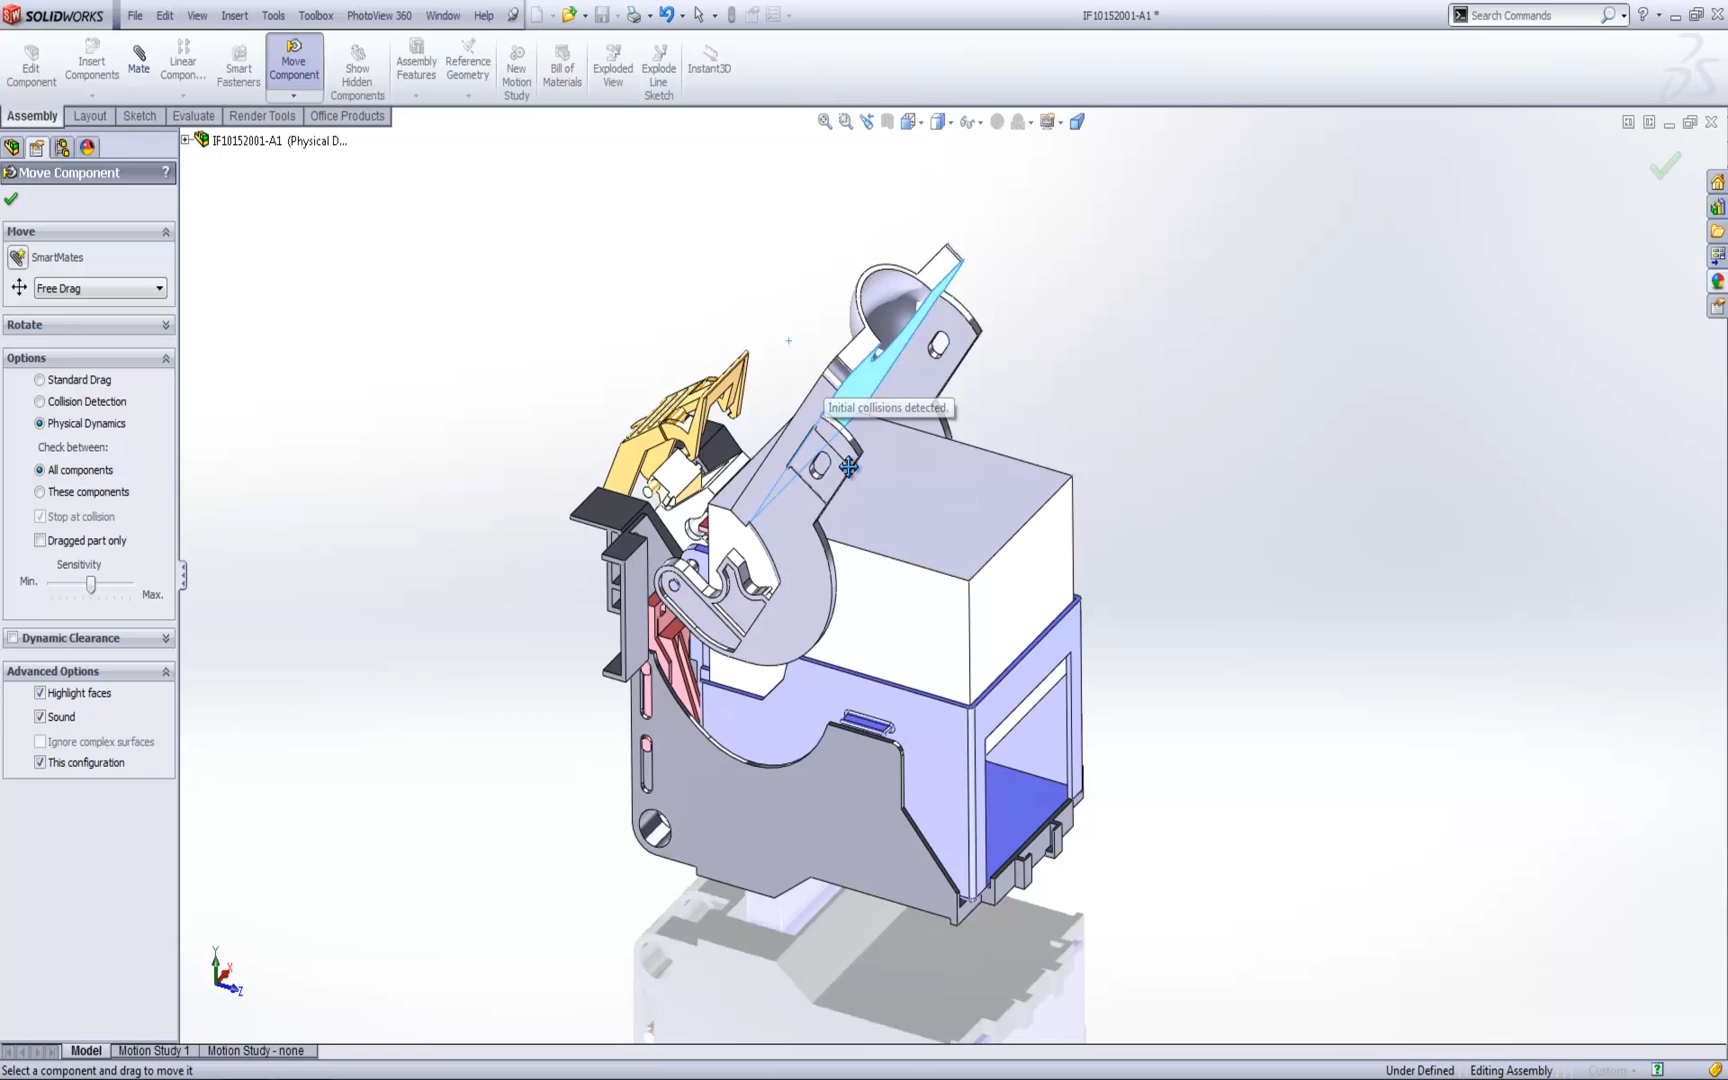 SOLIDWORKS File Edit View Insert Tools Toolbox PhotoView 360 Window Help IF10152001-A1 * Search Commands
Edit Component
Insert Components
Mate
Linear Compon...
Smart Fasteners
Move Component
Show Hidden Components
Assembly Features
Reference Geometry
New Motion Study
Bill of Materials
Exploded View
Explode Line Sketch
Instant3D
Assembly Layout Sketch Evaluate Render Tools Office Products
IF10152001-A1 (Physical D...
Move Component ?
Move
SmartMates
Free Drag
Rotate
Options
Standard Drag
Collision Detection
Physical Dynamics
Check between:
All components
These components
Stop at collision
Dragged part only
Sensitivity
Min.
Max.
Dynamic Clearance
Advanced Options
Highlight faces
Sound
Ignore complex surfaces
This configuration
Initial collisions detected.
Y
X
Z
Model Motion Study 1 Motion Study - none
Select a component and drag to move it Under Defined Editing Assembly Custom